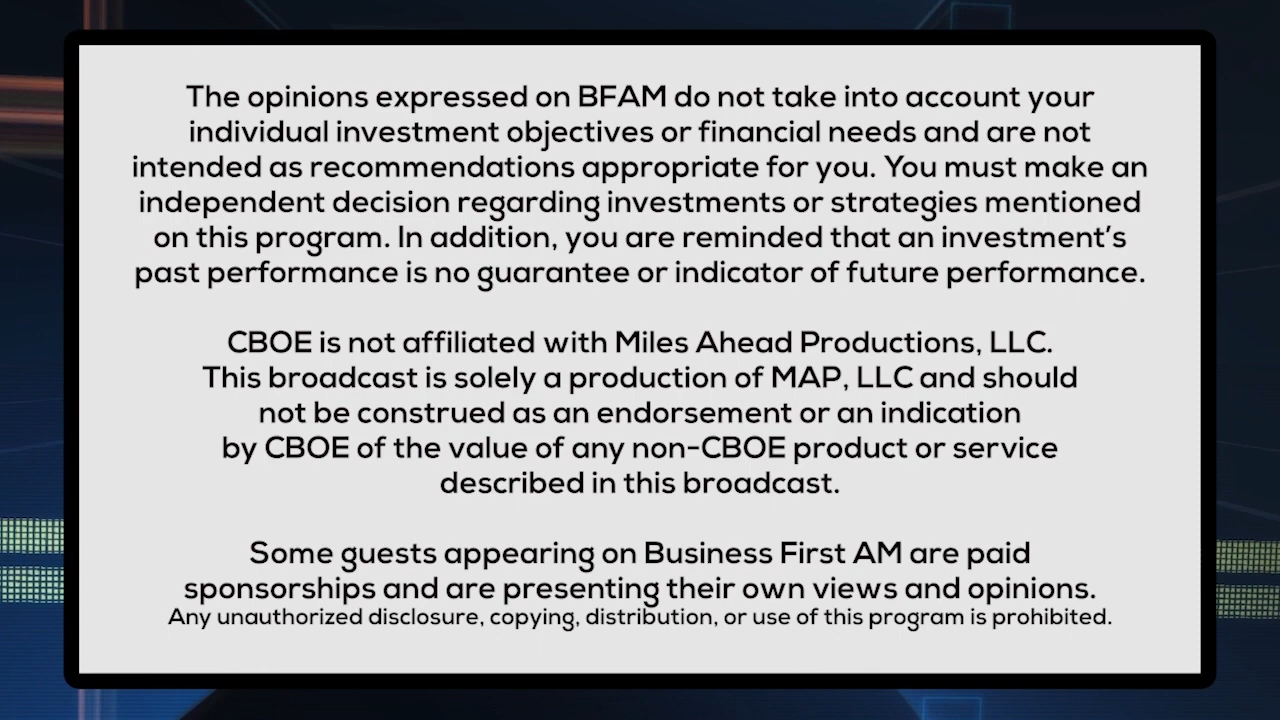 The opinions expressed on BFAM do not take into account your
individual investment objectives or financial needs and are not
intended as recommendations appropriate for you. You must make an
independent decision regarding investments or strategies mentioned
on this program. In addition, you are reminded that an investment's
past performance is no guarantee or indicator of future performance.
CBOE is not affiliated with Miles Ahead Productions, LLC.
This broadcast is solely a production of MAP, LLC and should
not be construed as an endorsement or an indication
by CBOE of the value of any non-CBOE product or service
described in this broadcast.
Some guests appearing on Business First AM are paid
sponsorships and are presenting their own views and opinions.
Any unauthorized disclosure, copying, distribution, or use of this program is prohibited.